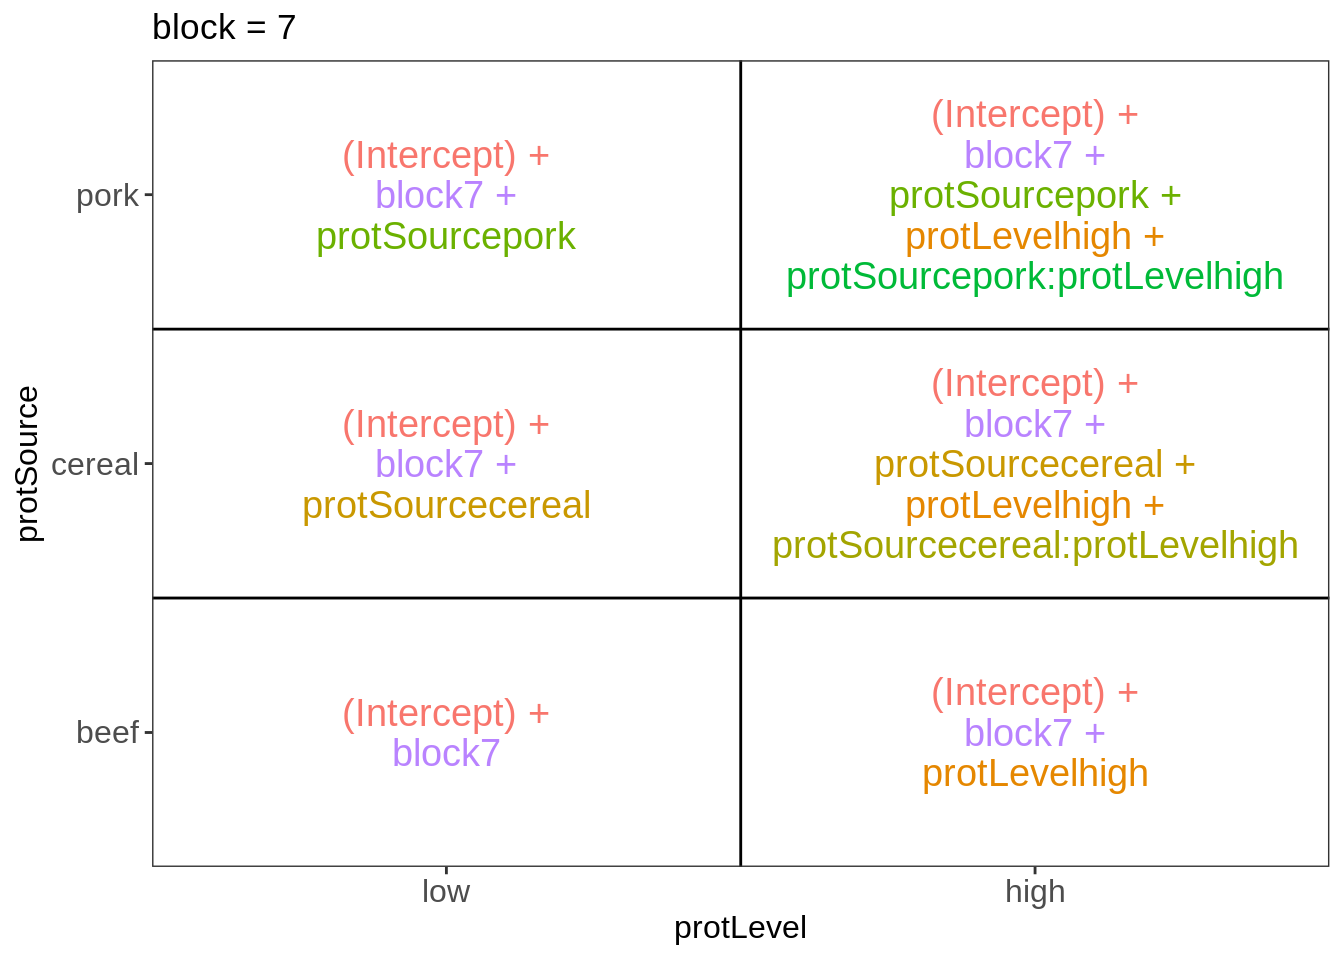 block = 7
protSource
pork
(Intercept) +
block7 +
protSourcepork
(Intercept) +
block7 +
protSourcepork +
protLevelhigh +
protSourcepork:protLevelhigh
cereal
(Intercept) +
block7 +
protSourcecereal
(Intercept) +
block7 +
protSourcecereal +
protLevelhigh +
protSourcecereal:protLevelhigh
beef
(Intercept) +
block7
(Intercept) +
block7 +
protLevelhigh
low
high
protLevel